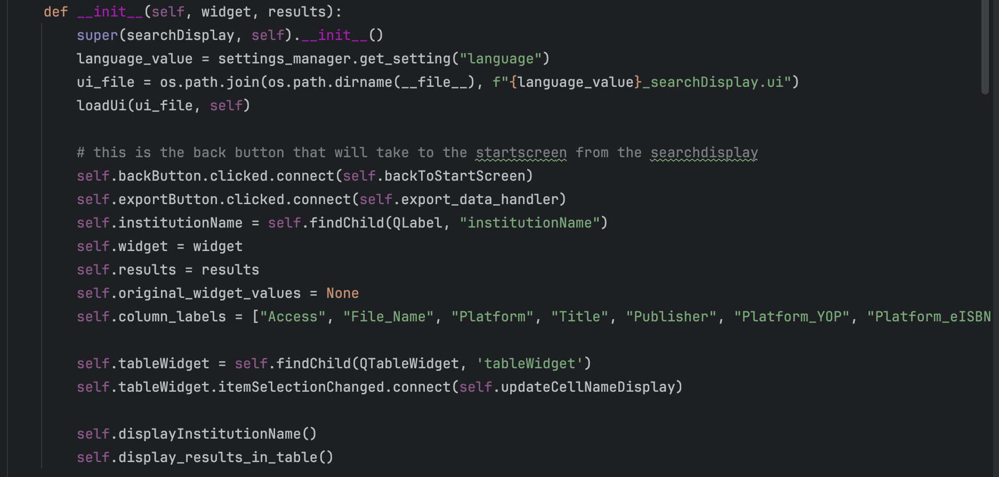 def __init__(self, widget, results):
super(searchDisplay, self).__init__()
language_value = settings_manager.get_setting("language")
ui_file = os.path.join(os.path.dirname(__file__), f"{language_value}_searchDisplay.ui")
loadUi(ui_file, self)
# this is the back button that will take to the startscreen from the searchdisplay
self.backButton.clicked.connect(self.backToStartScreen)
self.exportButton.clicked.connect(self.export_data_handler)
self.institutionName = self.findChild(QLabel, "institutionName")
self.widget = widget
self.results = results
self.original_widget_values = None
self.column_labels = ["Access", "File_Name", "Platform", "Title", "Publisher", "Platform_YOP", "Platform_eISBN
self.tableWidget = self.findChild(QTableWidget, 'tableWidget')
self.tableWidget.itemSelectionChanged.connect(self.updateCellNameDisplay)
self.displayInstitutionName()
self.display_results_in_table()